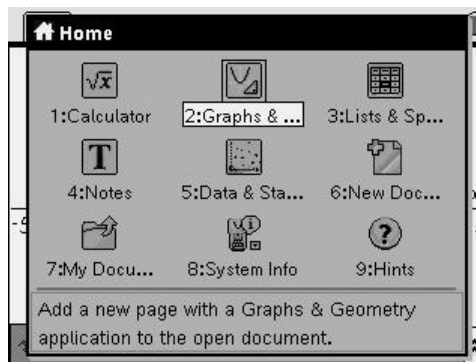 Home
1:Calculator 2:Graphs & ... 3:Lists & Sp...
4:Notes 5:Data & Sta... 6:New Doc...
7:My Docu... 8:System Info 9:Hints
Add a new page with a Graphs & Geometry
application to the open document.